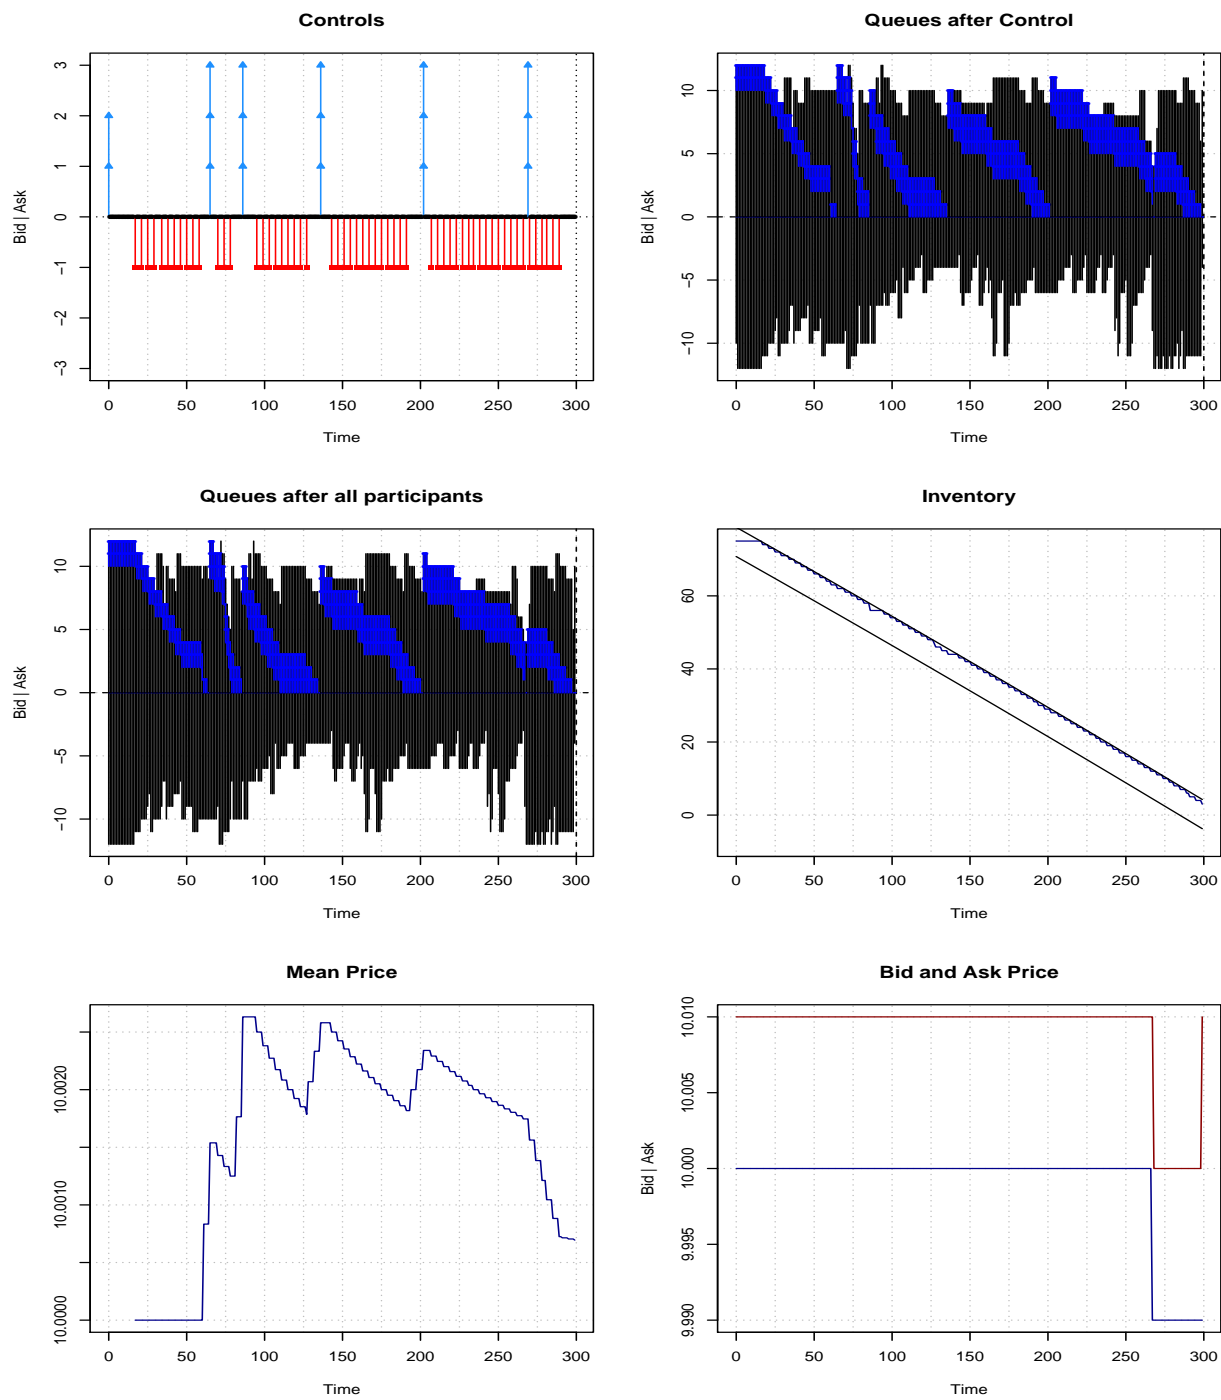 Controls
Bid | Ask
3
2
1
0
−1
−2
−3
0 50 100 150 200 250 300
Time
Queues after Control
Bid | Ask
10
5
0
−5
−10
0 50 100 150 200 250 300
Time
Queues after all participants
Bid | Ask
10
5
0
−5
−10
0 50 100 150 200 250 300
Time
Inventory
60
40
20
0
0 50 100 150 200 250 300
Time
Mean Price
10.0020
10.0010
10.0000
0 50 100 150 200 250 300
Time
Bid and Ask Price
Bid | Ask
10.010
10.005
10.000
9.995
9.990
0 50 100 150 200 250 300
Time